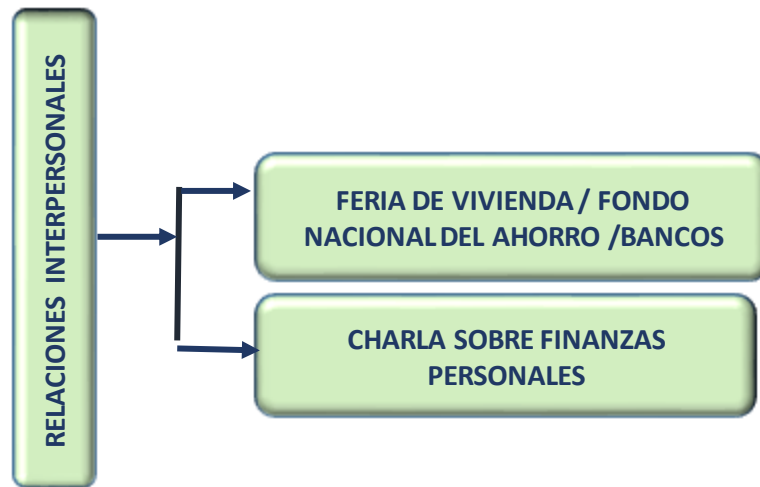 RELACIONES INTERPERSONALES
FERIA DE VIVIENDA / FONDO
NACIONAL DEL AHORRO /BANCOS
CHARLA SOBRE FINANZAS
PERSONALES